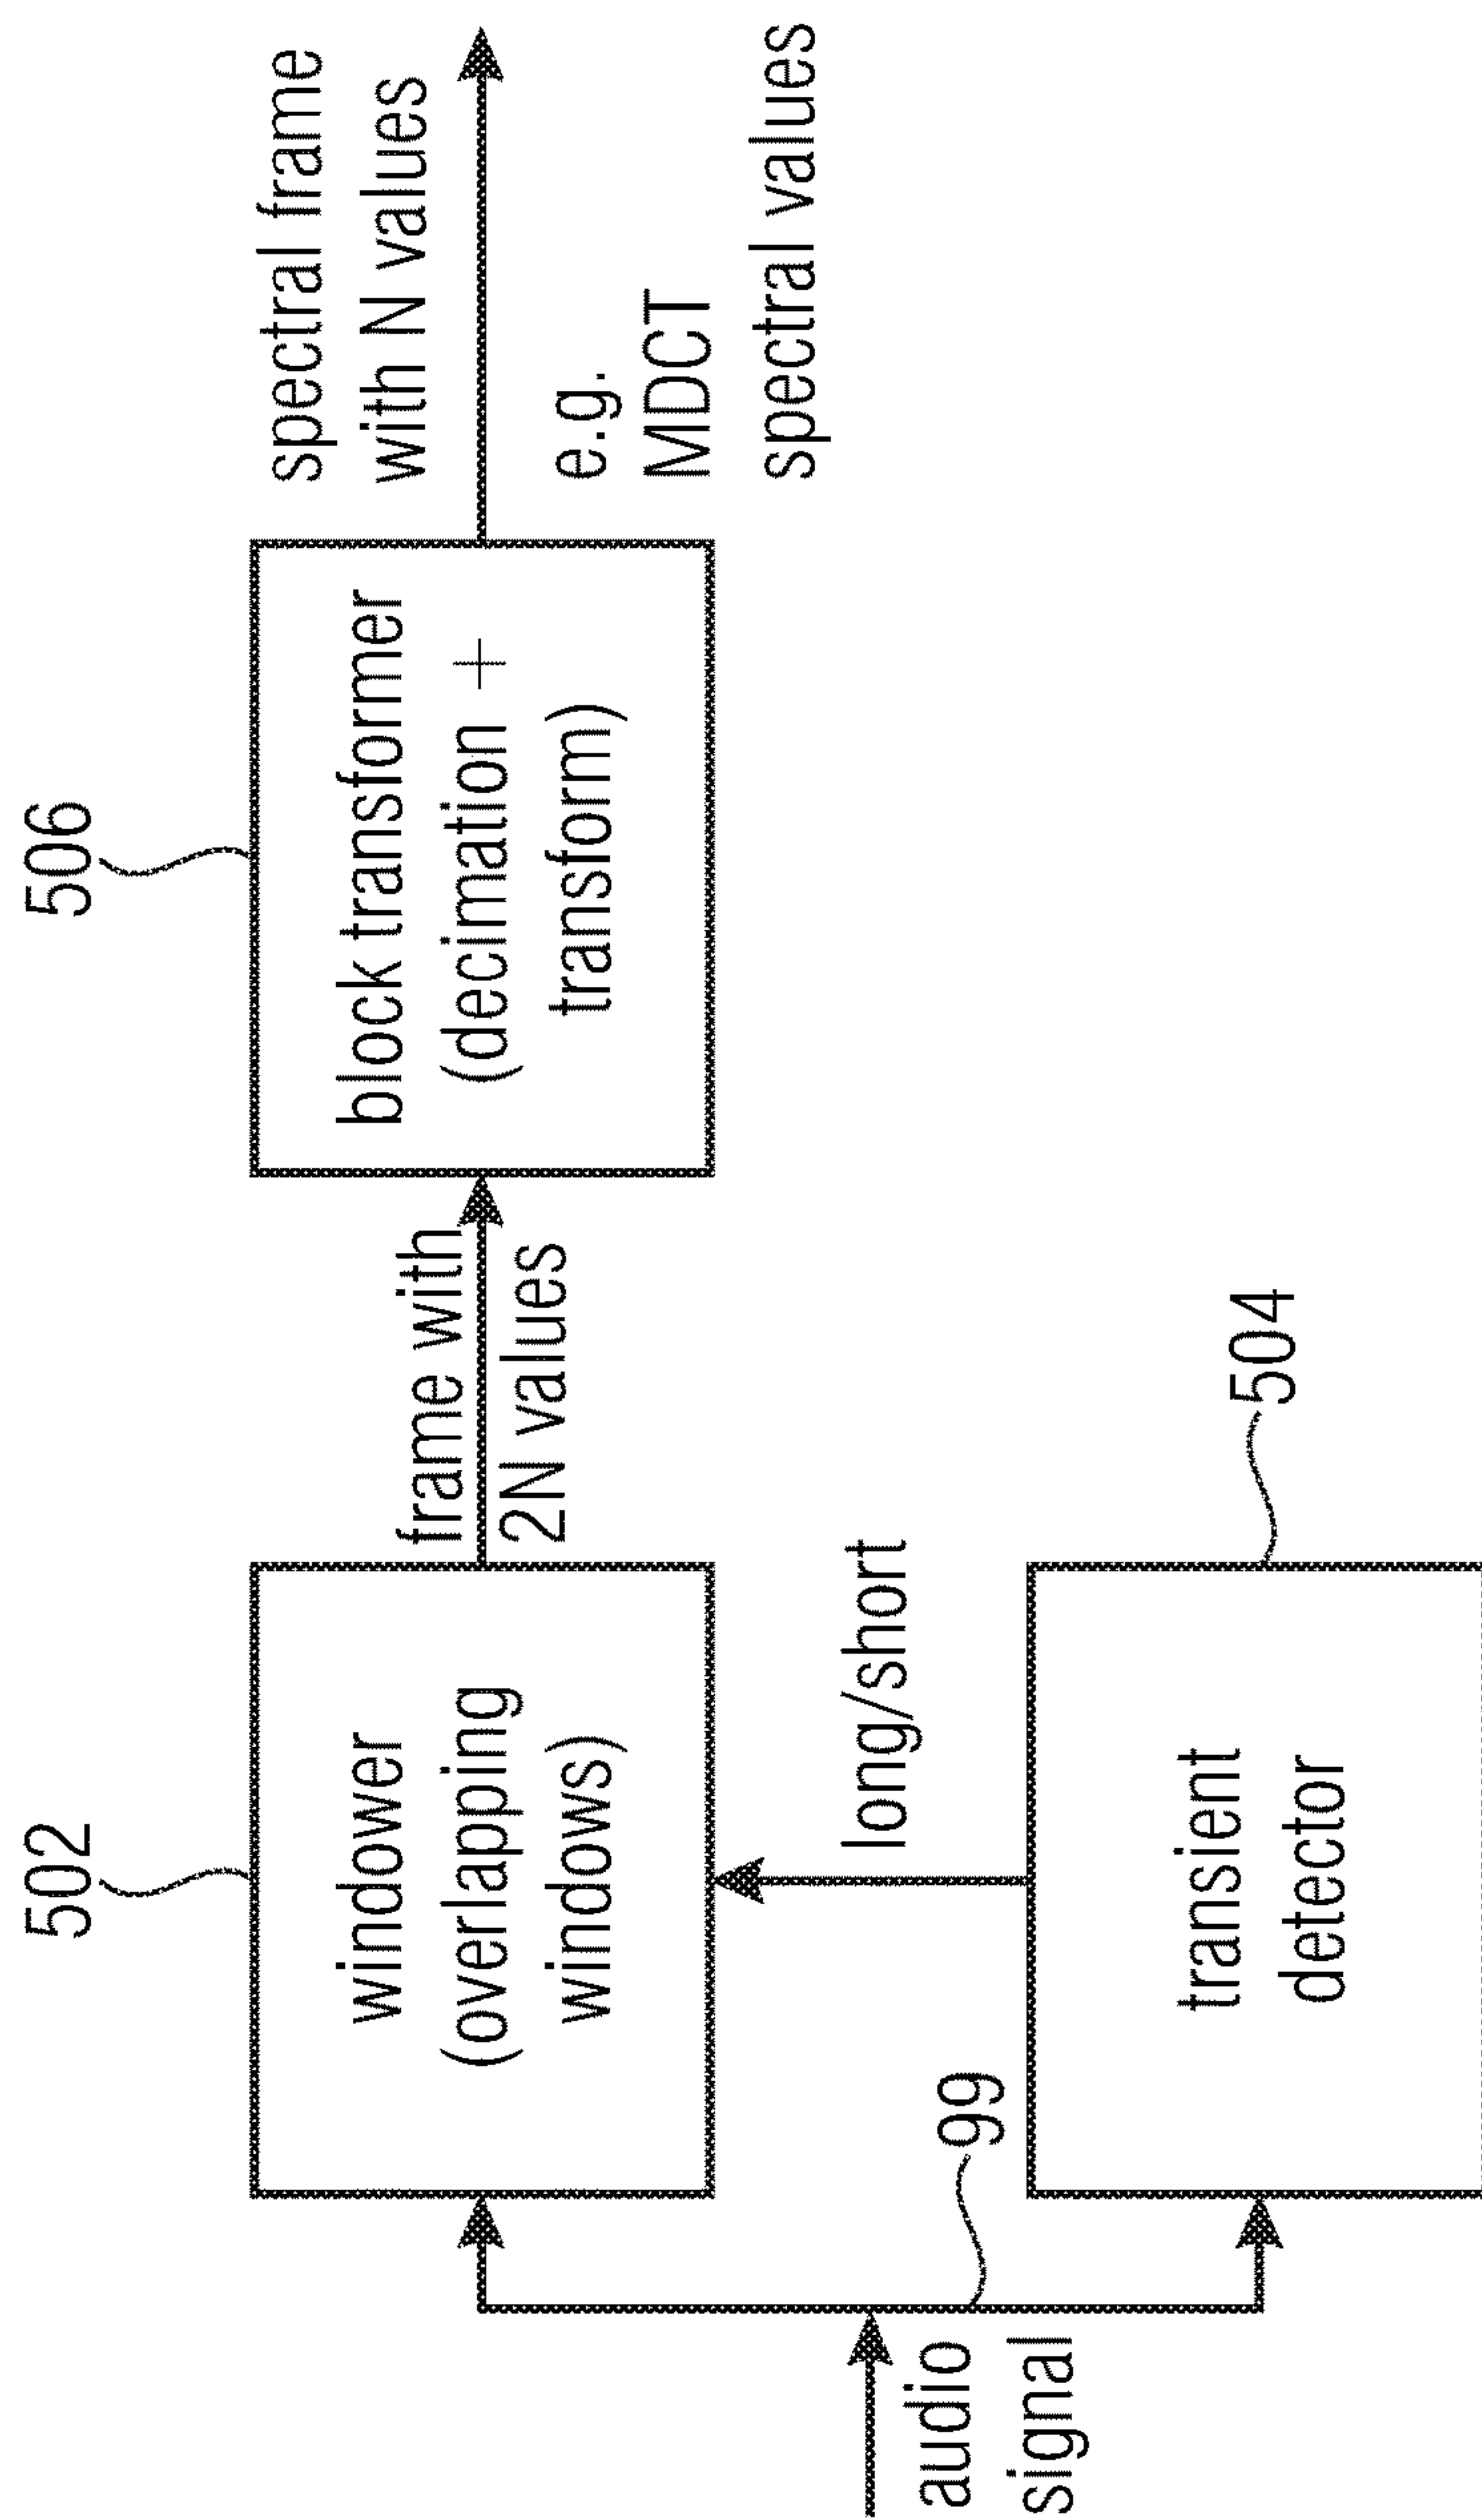 502
506
windower
(overlapping
windows)
frame with
2N values
block transformer
(decimation +
transform)
spectral frame
with N values
e.g.
MDCT
spectral values
long/short
audio
signal
99
transient
detector
504